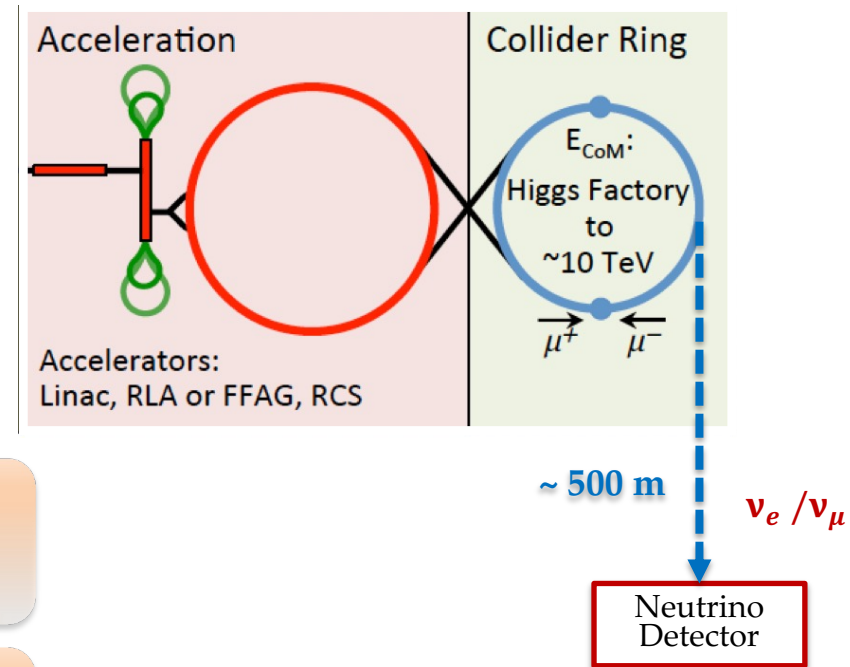 Acceleration
Collider Ring
E_CoM:
Higgs Factory
to
~10 TeV
μ⁺ μ⁻
Accelerators:
Linac, RLA or FFAG, RCS
~ 500 m
ν_e /ν_μ
Neutrino
Detector